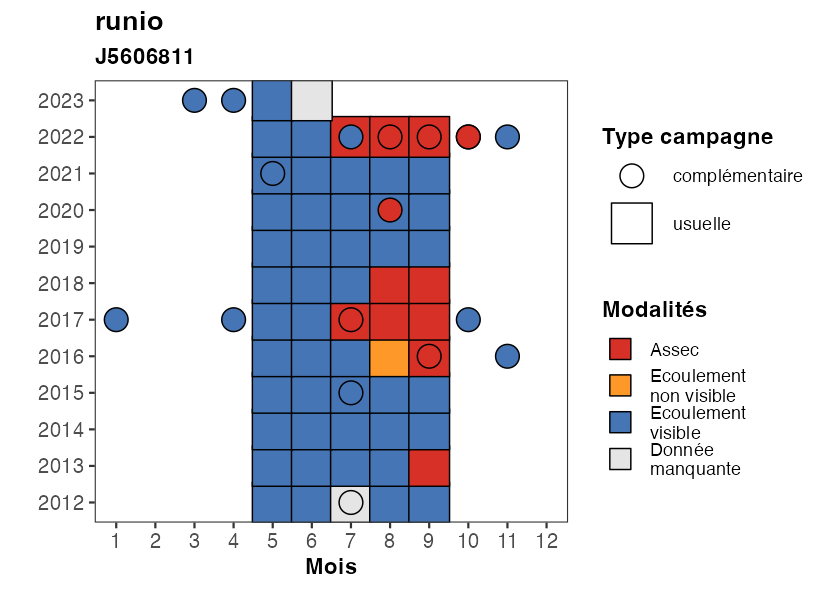 runio
J5606811
2023
2022
2021
2020
2019
2018
2017
2016
2015
2014
2013
2012
1 2 3 4 5 6 7 8 9 10 11 12
Mois
Type campagne
complémentaire
usuelle
Modalités
Assec
Ecoulement
non visible
Ecoulement
visible
Donnée
manquante